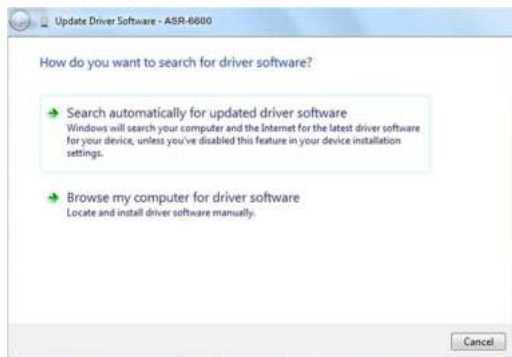 Update Driver Software - ASR-6600
How do you want to search for driver software?
Search automatically for updated driver software
Windows will search your computer and the Internet for the latest driver software
for your device, unless you've disabled this feature in your device installation
settings.
Browse my computer for driver software
Locate and install driver software manually.
Cancel